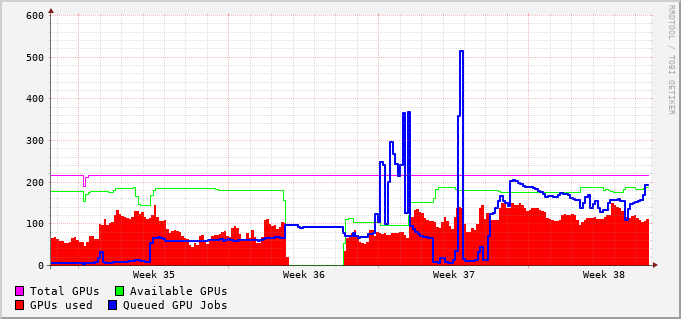 600
500
400
300
200
100
0
Week 35 Week 36 Week 37 Week 38
Total GPUs Available GPUs
GPUs used Queued GPU Jobs
RRDTOOL / TOBI OETIKER